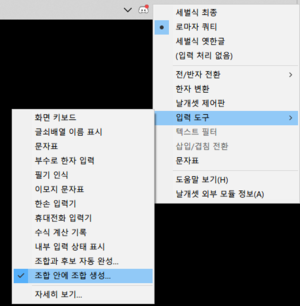 세벌식 최종
로마자 쿼티
세벌식 옛한글
(입력 처리 없음)
전/반자 전환
한자 변환
날개셋 제어판
입력 도구
텍스트 필터
삽입/겹침 전환
문자표
도움말 보기(H)
날개셋 외부 모듈 정보(A)
화면 키보드
글쇠배열 이름 표시
문자표
부수로 한자 입력
필기 인식
이모지 문자표
한손 입력기
휴대전화 입력기
수식 계산 기록
내부 입력 상태 표시
조합과 후보 자동 완성...
조합 안에 조합 생성...
자세히 보기...